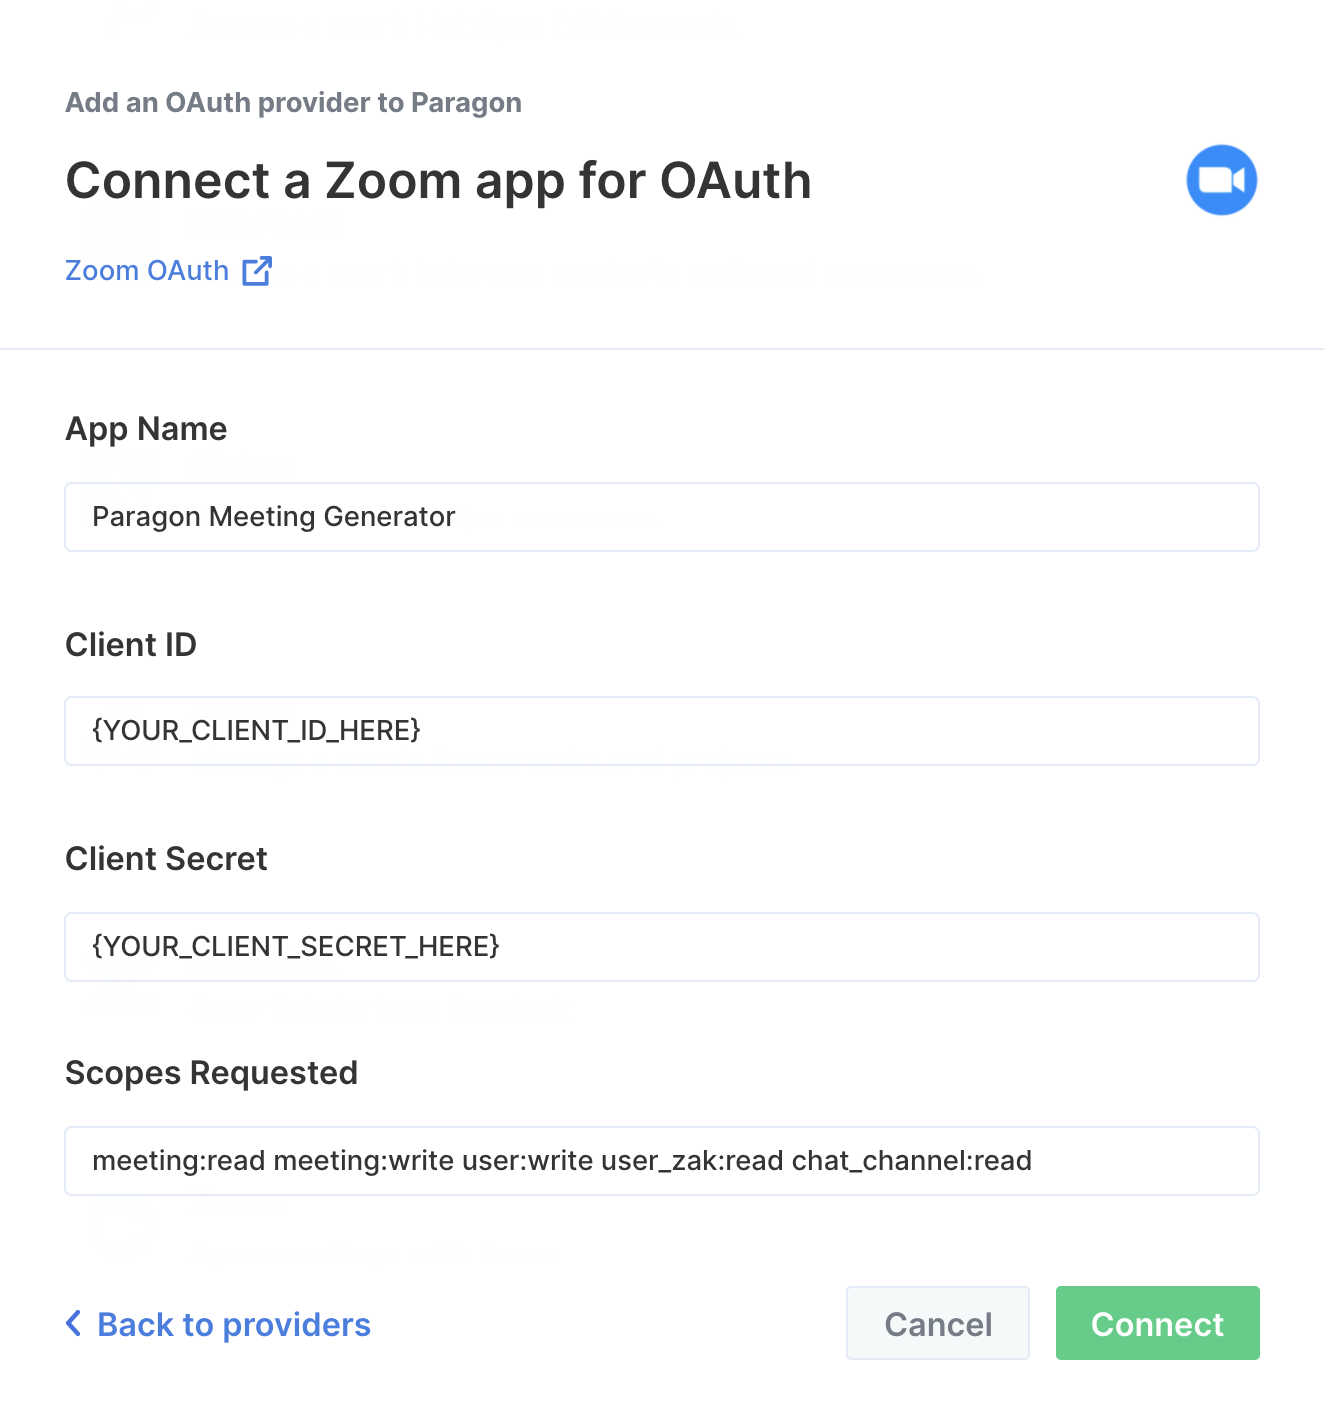 Add an OAuth provider to Paragon
Connect a Zoom app for OAuth
Zoom OAuth
App Name
Paragon Meeting Generator
Client ID
{YOUR_CLIENT_ID_HERE}
Client Secret
{YOUR_CLIENT_SECRET_HERE}
Scopes Requested
meeting:read meeting:write user:write user_zak:read chat_channel:read
Back to providers
Cancel
Connect